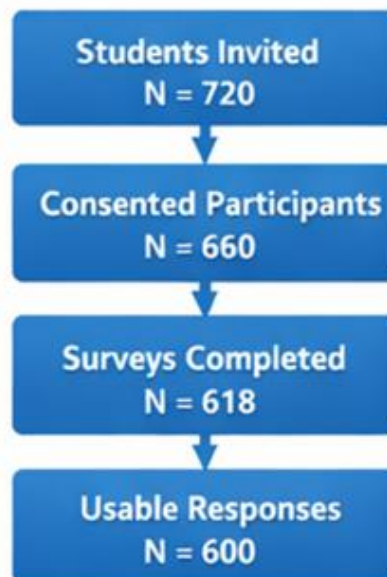 Students Invited
N = 720
Consented Participants
N = 660
Surveys Completed
N = 618
Usable Responses
N = 600